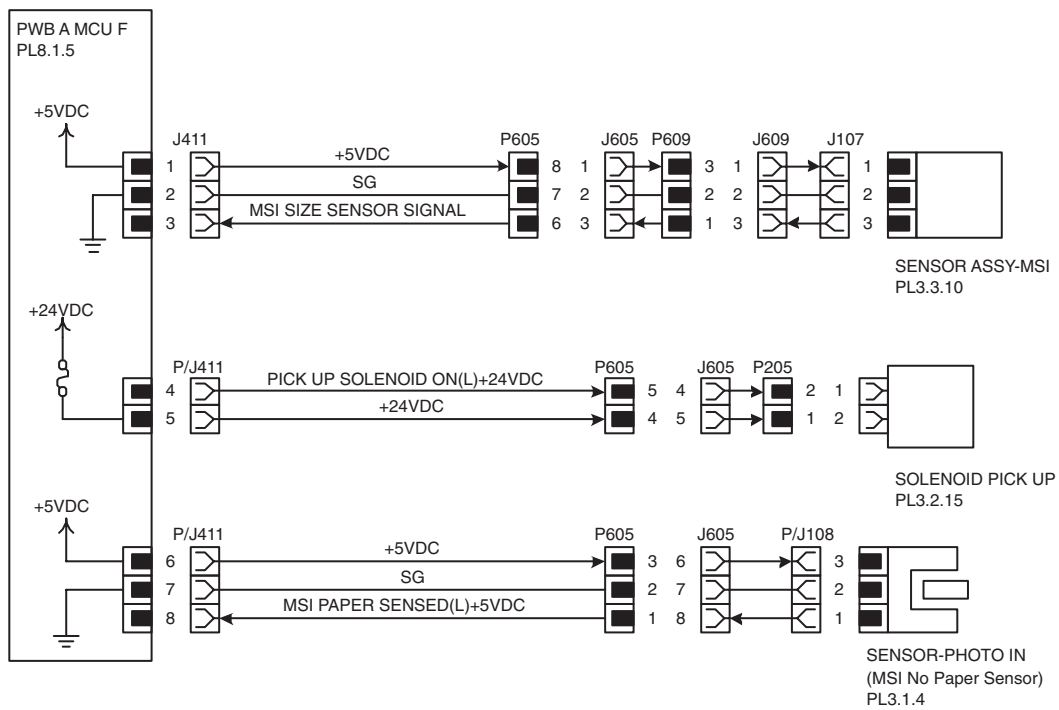 PWB A MCU F
PL8.1.5
+5VDC
J411 P605 J605 P609 J609 J107
1 +5VDC 8 1 3 1 1
2 SG 7 2 2 2 2
3 MSI SIZE SENSOR SIGNAL 6 3 1 3 3
SENSOR ASSY-MSI
PL3.3.10
+24VDC
P/J411 P605 J605 P205
4 PICK UP SOLENOID ON(L)+24VDC 5 4 2 1
5 +24VDC 4 5 1 2
SOLENOID PICK UP
PL3.2.15
+5VDC
P/J411 P605 J605 P/J108
6 +5VDC 3 6 3
7 SG 2 7 2
8 MSI PAPER SENSED(L)+5VDC 1 8 1
SENSOR-PHOTO IN
(MSI No Paper Sensor)
PL3.1.4